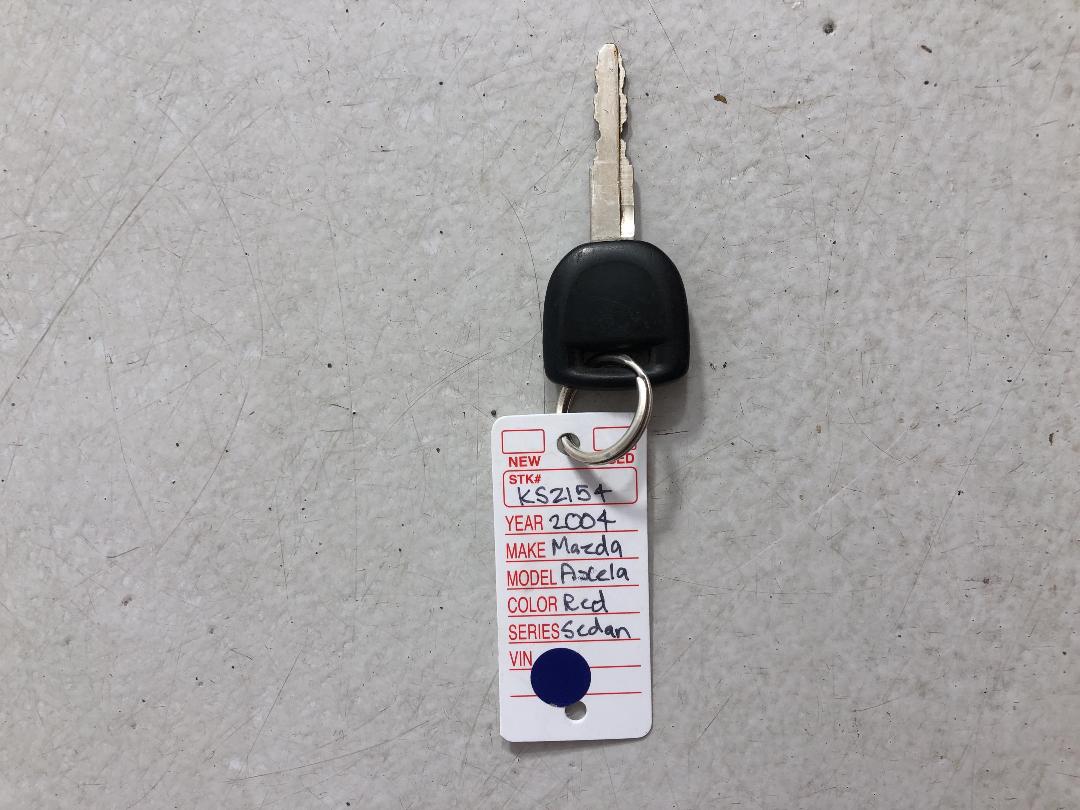 NEW
STK#
KS2154
YEAR 2004
MAKE Mazda
MODEL Axela
COLOR Red
SERIES Sedan
VIN